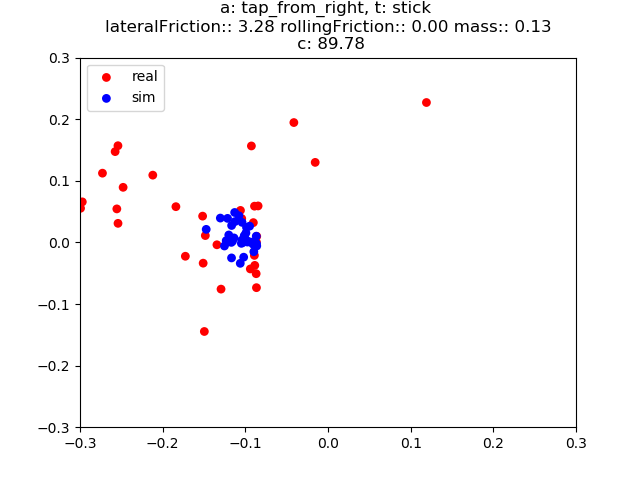 a: tap_from_right, t: stick
lateralFriction:: 3.28 rollingFriction:: 0.00 mass:: 0.13
c: 89.78
real
sim
0.3
0.2
0.1
0.0
−0.1
−0.2
−0.3
−0.3 −0.2 −0.1 0.0 0.1 0.2 0.3